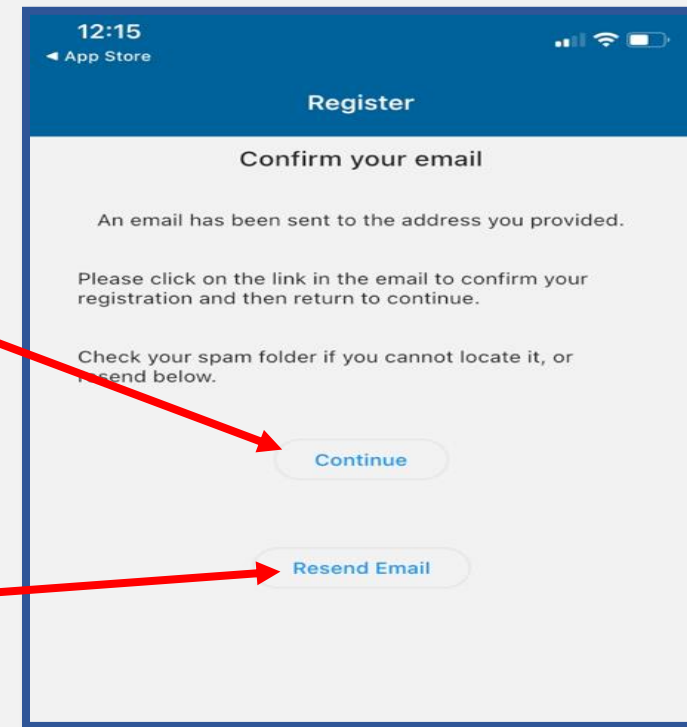 12:15
◄ App Store
Register
Confirm your email
An email has been sent to the address you provided.
Please click on the link in the email to confirm your
registration and then return to continue.
Check your spam folder if you cannot locate it, or
resend below.
Continue
Resend Email